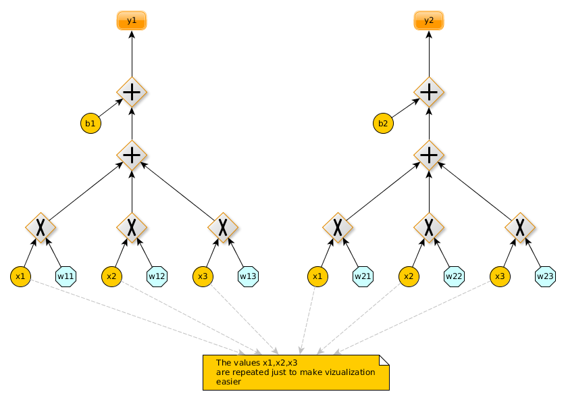 y1 y2
b1 b2
x1 w11 x2 w12 x3 w13 x1 w21 x2 w22 x3 w23
The values x1,x2,x3
are repeated just to make vizualization
easier